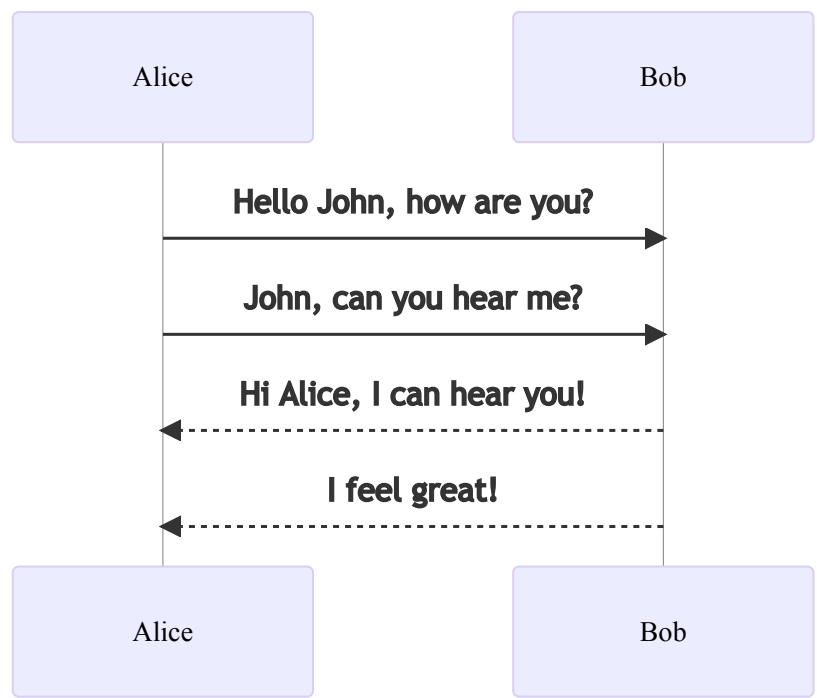 Alice
Bob
Hello John, how are you?
John, can you hear me?
Hi Alice, I can hear you!
I feel great!
Alice
Bob